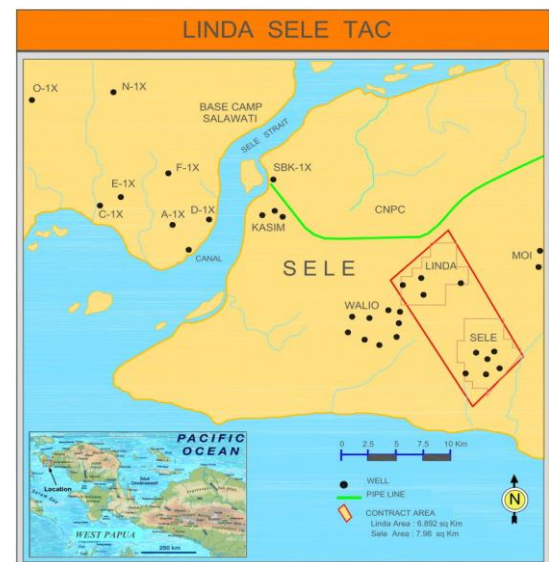 LINDA SELE TAC
O-1X
N-1X
BASE CAMP
SALAWATI
SELE STRAIT
F-1X
SBK-1X
E-1X
C-1X
A-1X
D-1X
KASIM
CNPC
CANAL
SELE
LINDA
MOI
WALIO
SELE
0 2.5 5 7.5 10 Km
WELL
PIPE LINE
CONTRACT AREA
Linda Area : 6.892 sq Km
Sele Area : 7.96 sq Km
N
PACIFIC
OCEAN
Location
WEST PAPUA
250 km